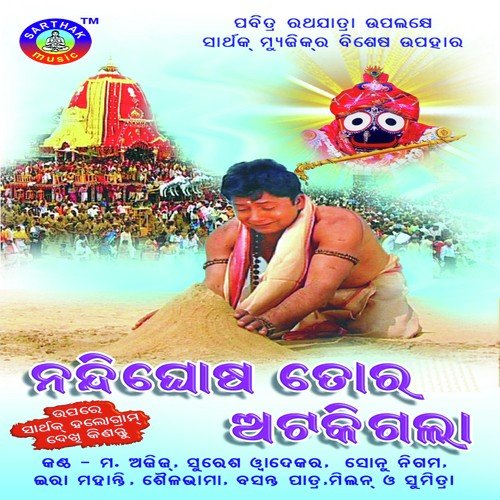 SARTHAK
music
TM
ପବିତ୍ର ରଥଯାତ୍ରା ଉପଲକ୍ଷେ
ସାର୍ଥକ୍ ମ୍ୟୁଜିକ୍‌ର ବିଶେଷ ଉପହାର
ନନ୍ଦିଘୋଷ ତୋର
ଅଟକିଗଲା
ଉପରେ
ସାର୍ଥକ୍ ହଲୋଗ୍ରାମ୍
ଦେଖି କିଣନ୍ତୁ
କଣ୍ଠ – ମ. ଅଜିଜ୍, ସୁରେଶ ୱାଡେକର, ସୋନୁ ନିଗମ,
ଇରା ମହାନ୍ତି, ଶୈଳଭାମା, ବସନ୍ତ ପାତ୍ର, ମିଲନ୍ ଓ ସୁମିତ୍ରା